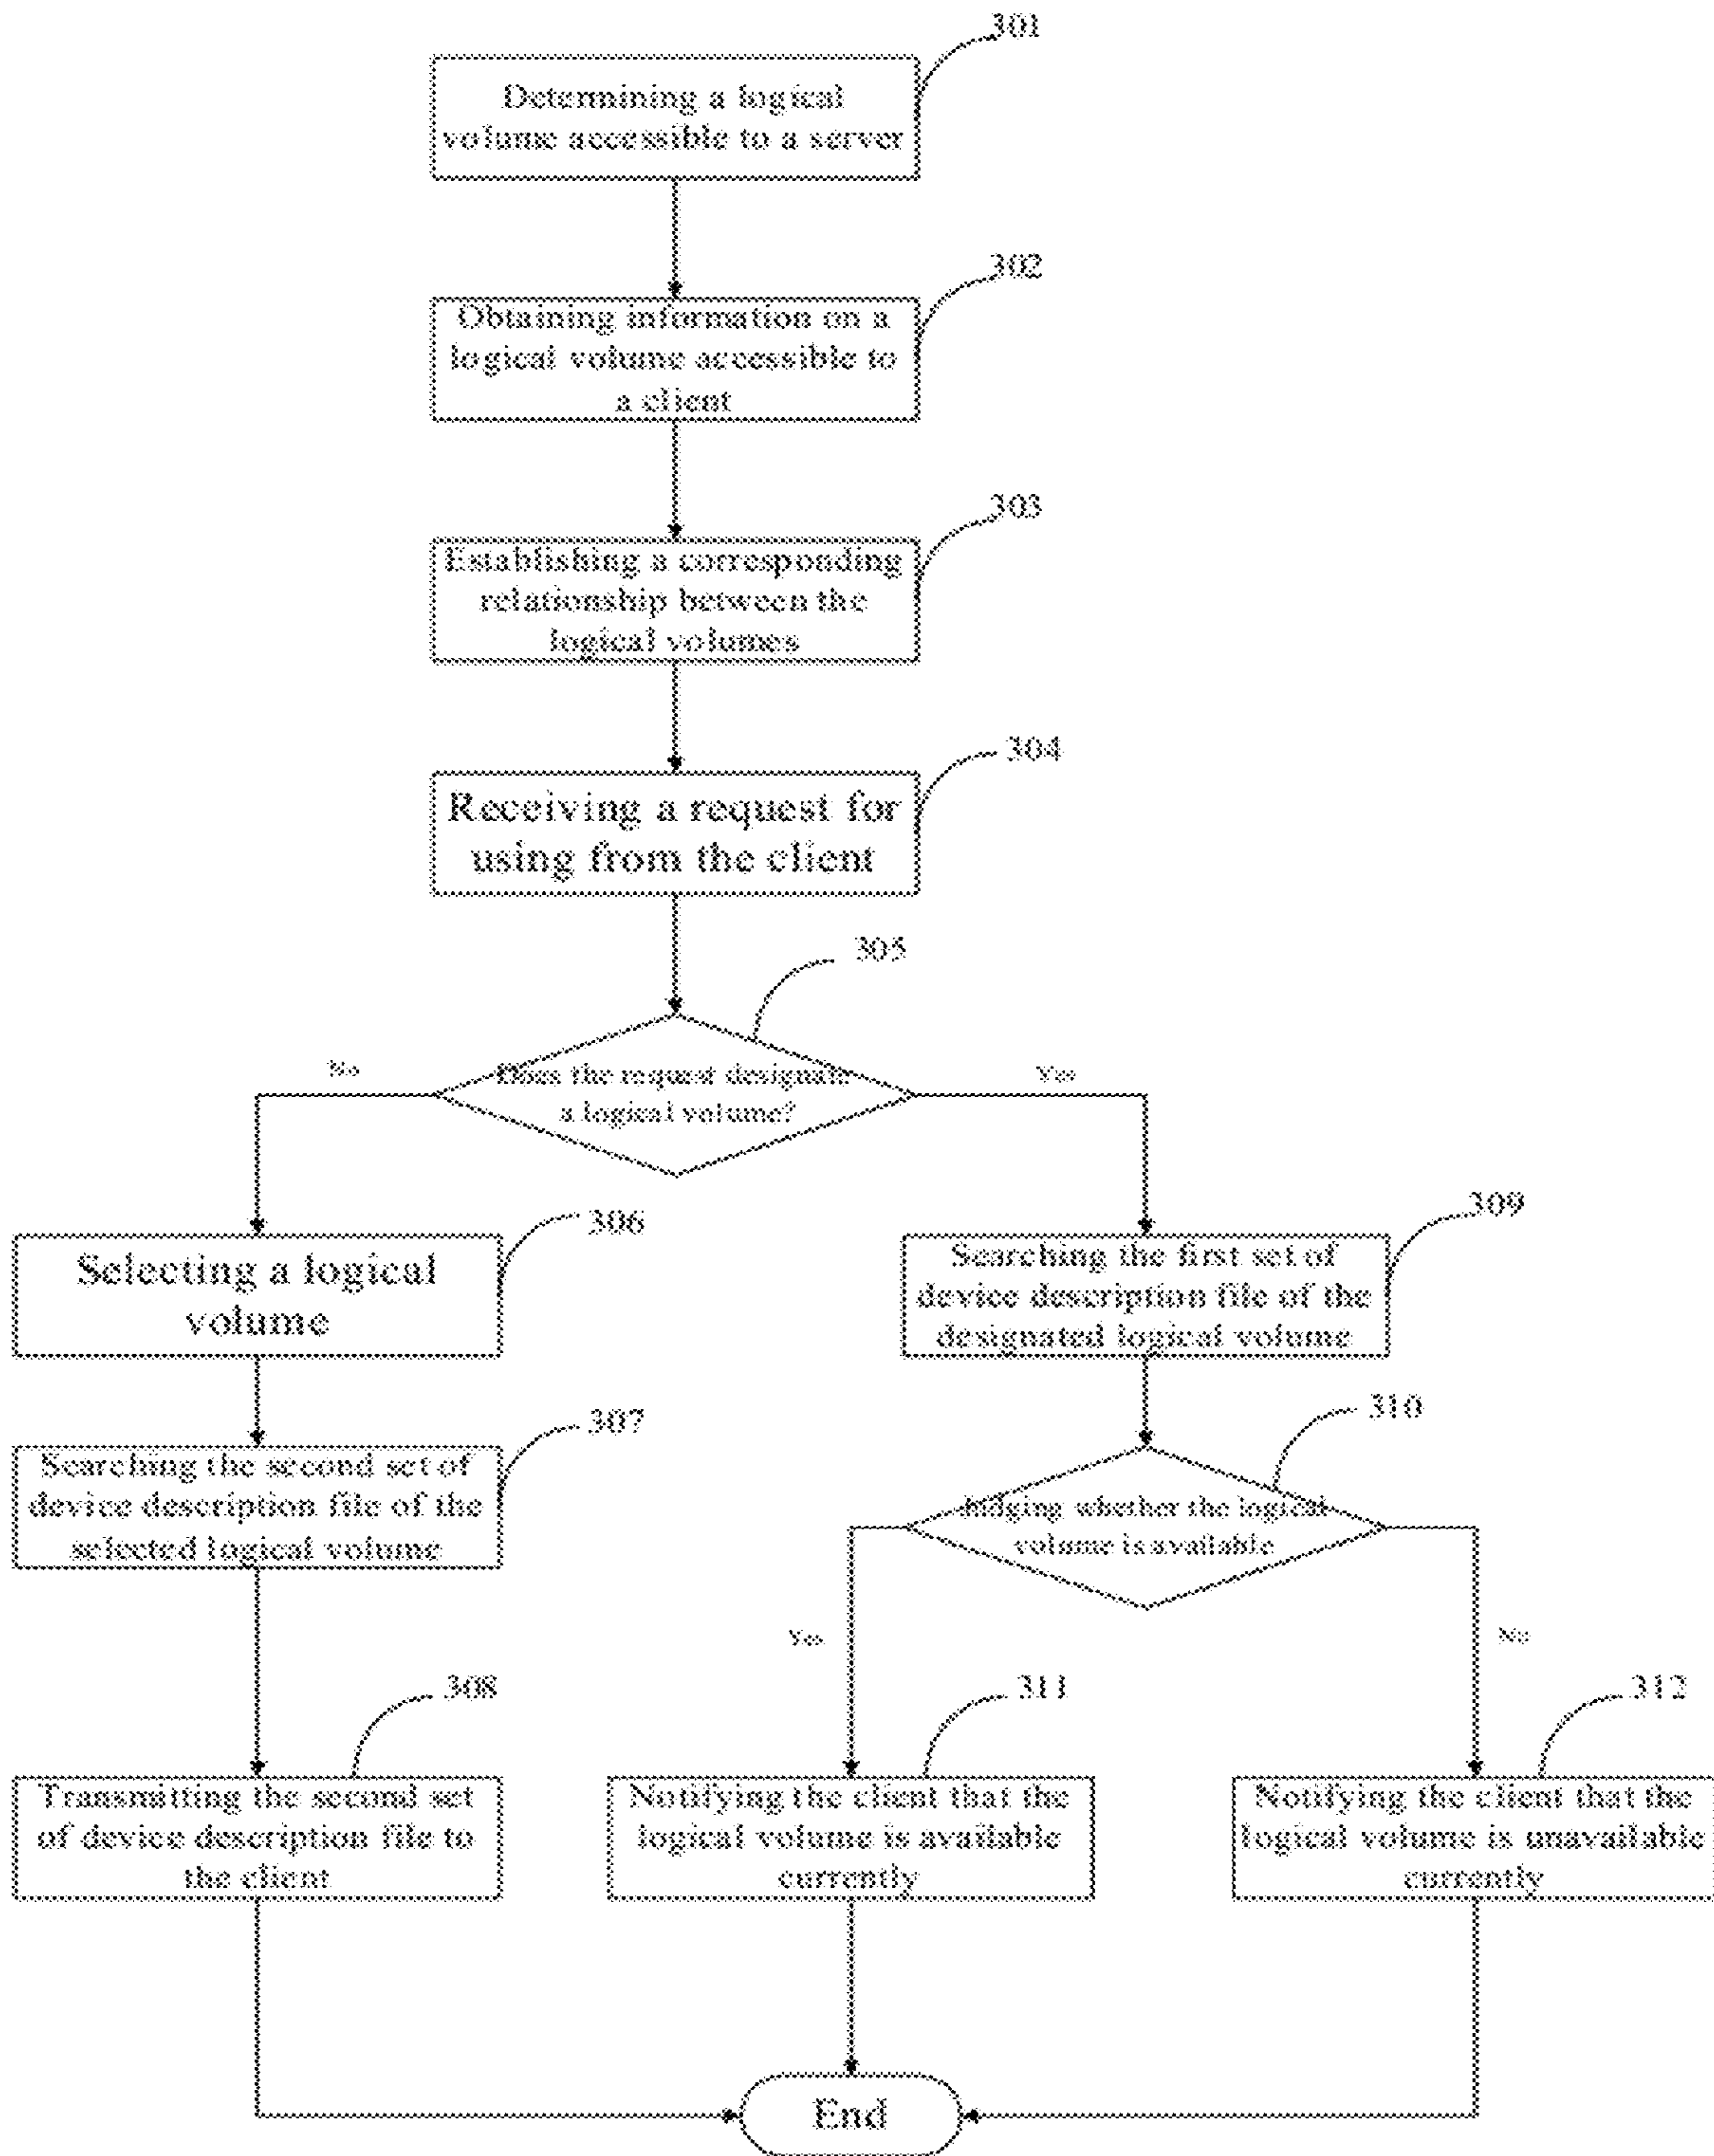 301
Determining a logical
volume accessible to a server
302
Obtaining information on a
logical volume accessible to
a client
303
Establishing a corresponding
relationship between the
logical volumes
304
Receiving a request for
using from the client
305
No
Does the request designate
a logical volume?
Yes
306
Selecting a logical
volume
309
Searching the first set of
device description file of the
designated logical volume
307
Searching the second set of
device description file of the
selected logical volume
310
Judging whether the logical
volume is available
Yes
No
308
Transmitting the second set
of device description file to
the client
311
Notifying the client that the
logical volume is available
currently
312
Notifying the client that the
logical volume is unavailable
currently
End